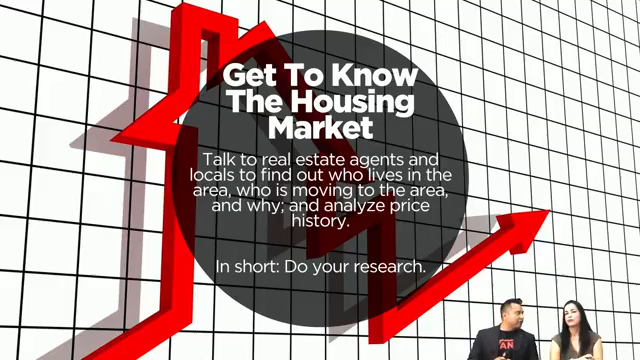 Get To Know
The Housing
Market
Talk to real estate agents and
locals to find out who lives in the
area, who is moving to the area,
and why; and analyze price
history.
In short: Do your research.